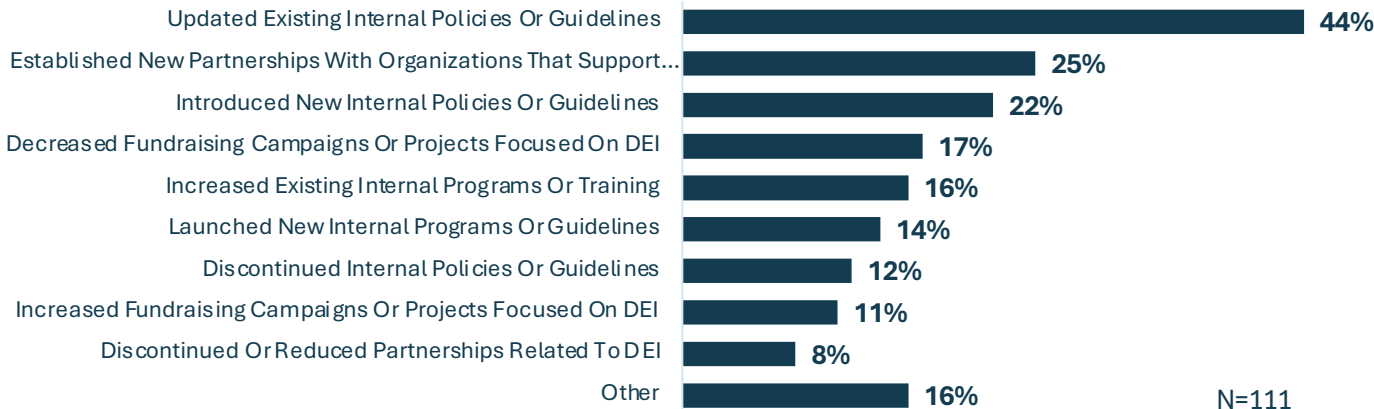 Updated Existing Internal Policies Or Guidelines 44%
Established New Partnerships With Organizations That Support... 25%
Introduced New Internal Policies Or Guidelines 22%
Decreased Fundraising Campaigns Or Projects Focused On DEI 17%
Increased Existing Internal Programs Or Training 16%
Launched New Internal Programs Or Guidelines 14%
Discontinued Internal Policies Or Guidelines 12%
Increased Fundraising Campaigns Or Projects Focused On DEI 11%
Discontinued Or Reduced Partnerships Related To DEI 8%
Other 16%
N=111